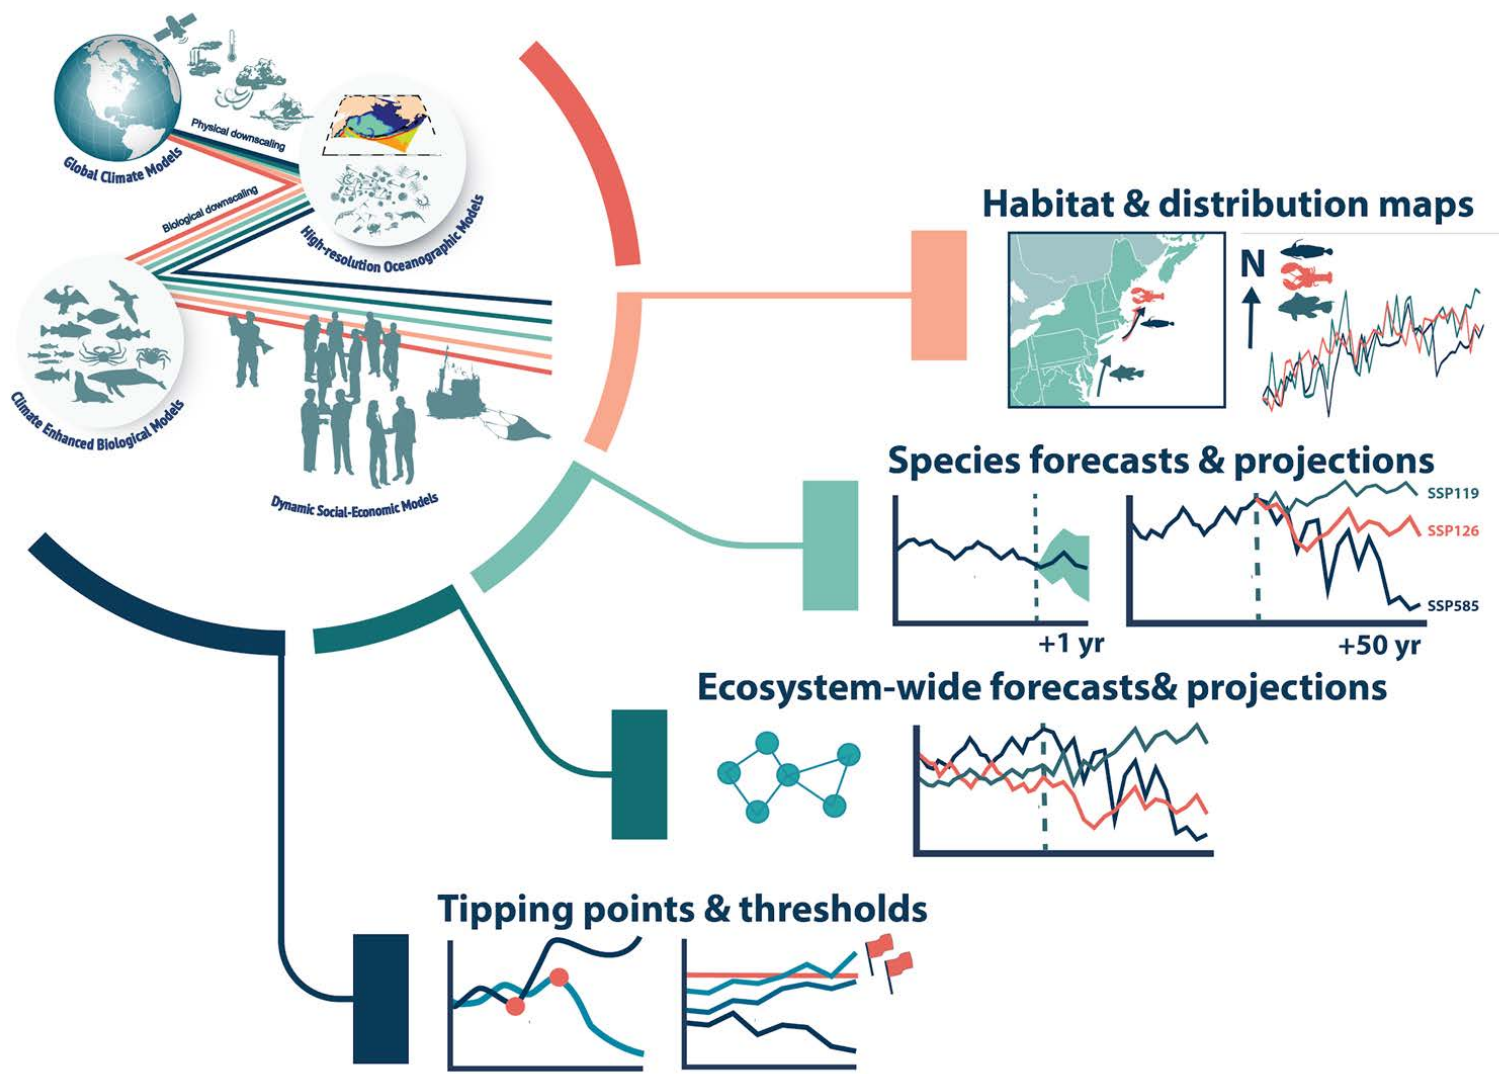 Physical downscaling
Global Climate Models
Biological downscaling
High-resolution Oceanographic Models
Climate Enhanced Biological Models
Dynamic Social-Economic Models
Habitat & distribution maps
N
Species forecasts & projections
SSP119
SSP126
SSP585
+1 yr
+50 yr
Ecosystem-wide forecasts& projections
Tipping points & thresholds